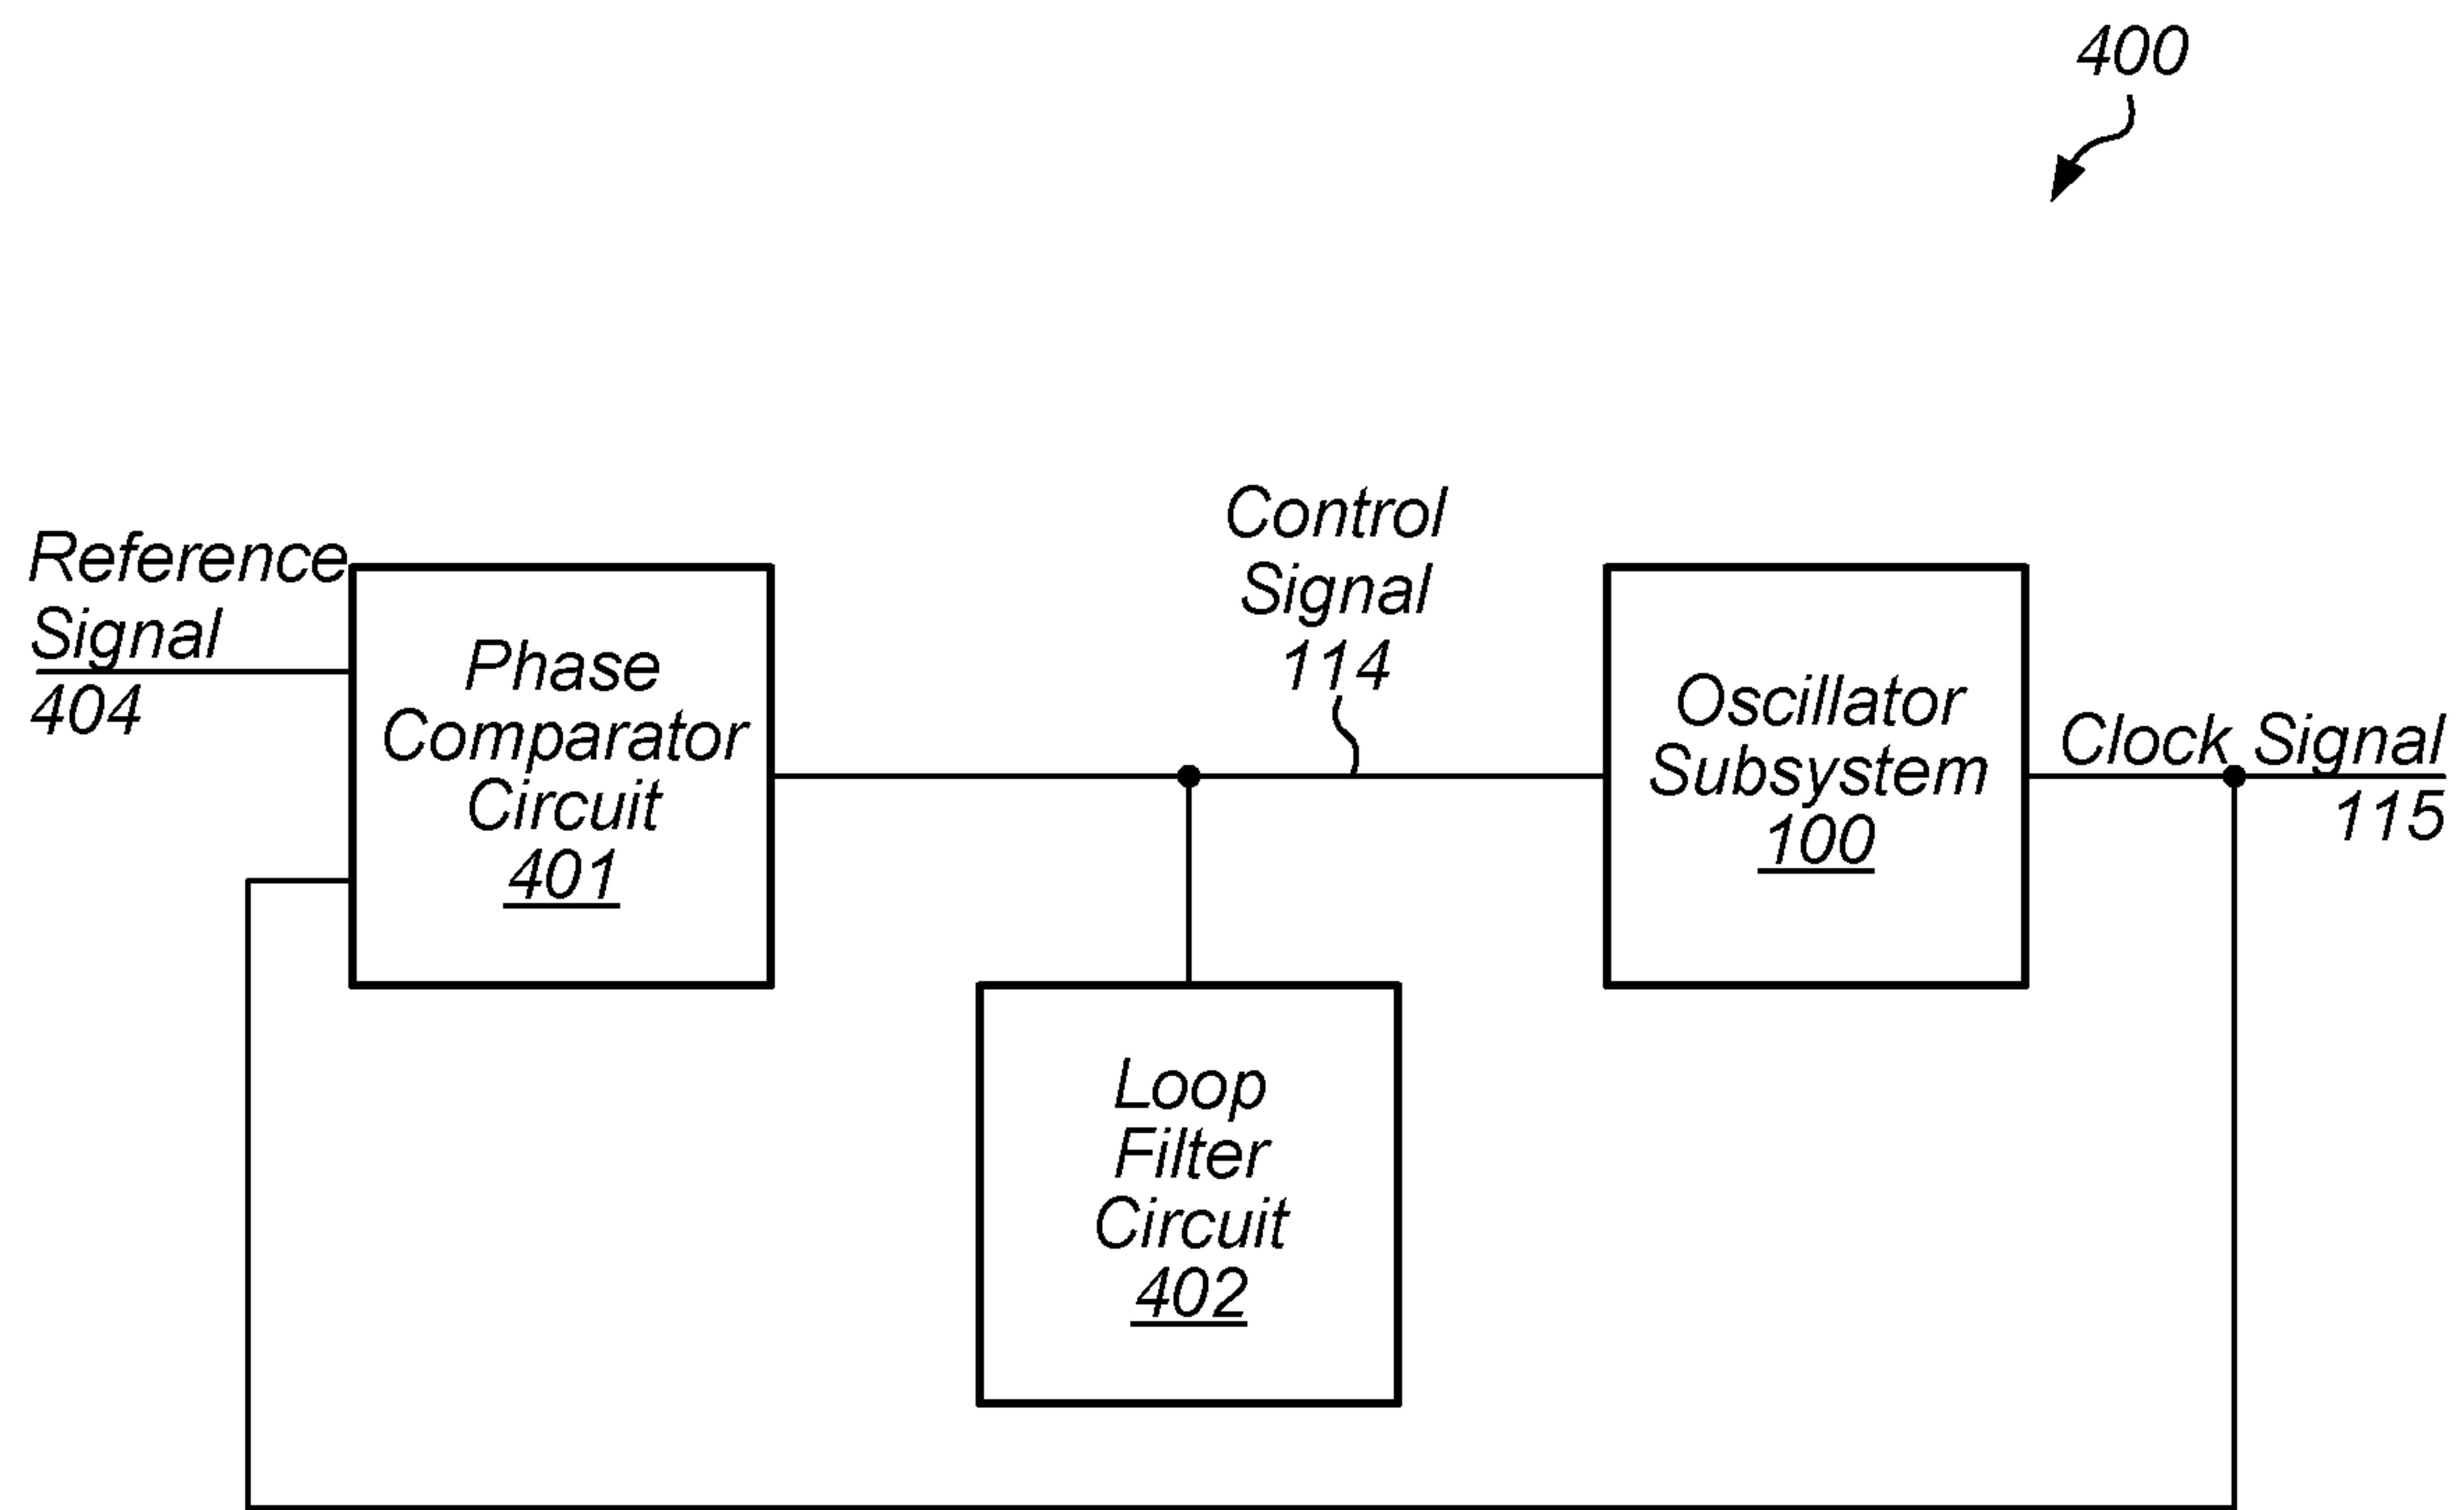 400
Reference
Signal
404
Phase
Comparator
Circuit
401
Control
Signal
114
Oscillator
Subsystem
100
Clock Signal
115
Loop
Filter
Circuit
402